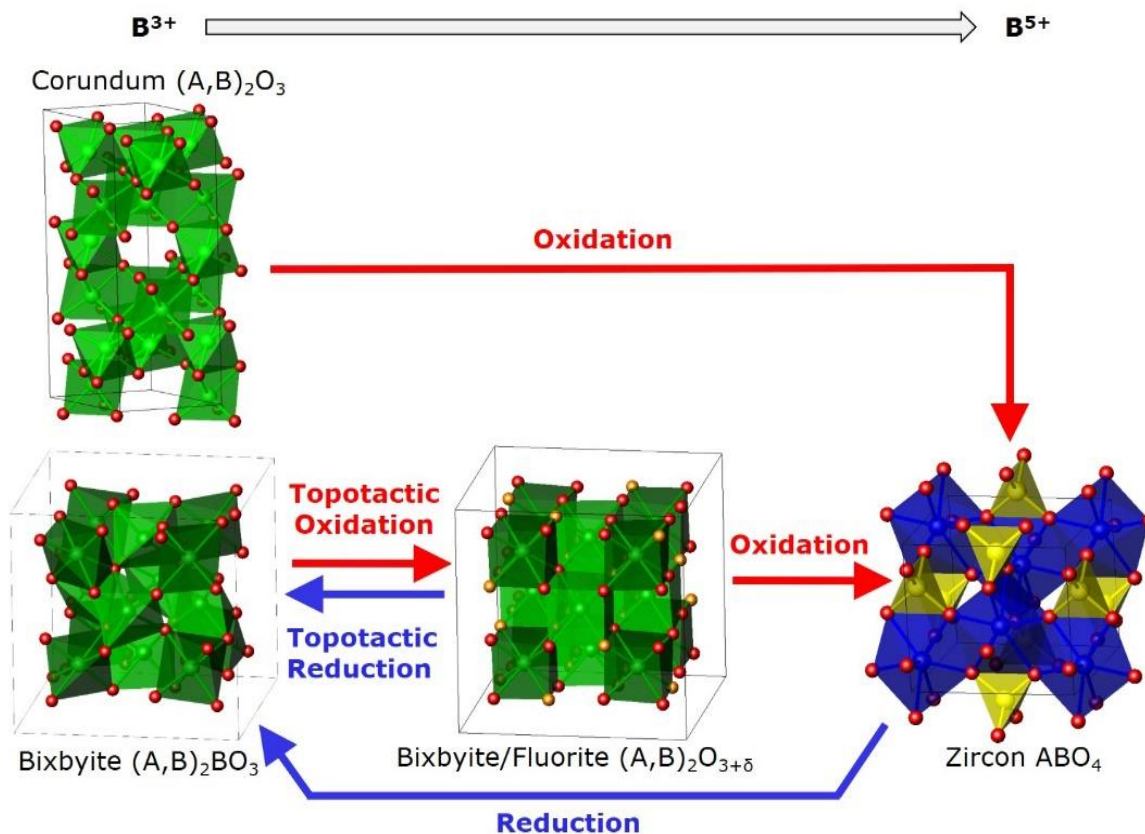 B³⁺ B⁵⁺
Corundum (A,B)₂O₃
Oxidation
Topotactic
Oxidation
Oxidation
Topotactic
Reduction
Bixbyite (A,B)₂BO₃ Bixbyite/Fluorite (A,B)₂O₃₊δ Zircon ABO₄
Reduction